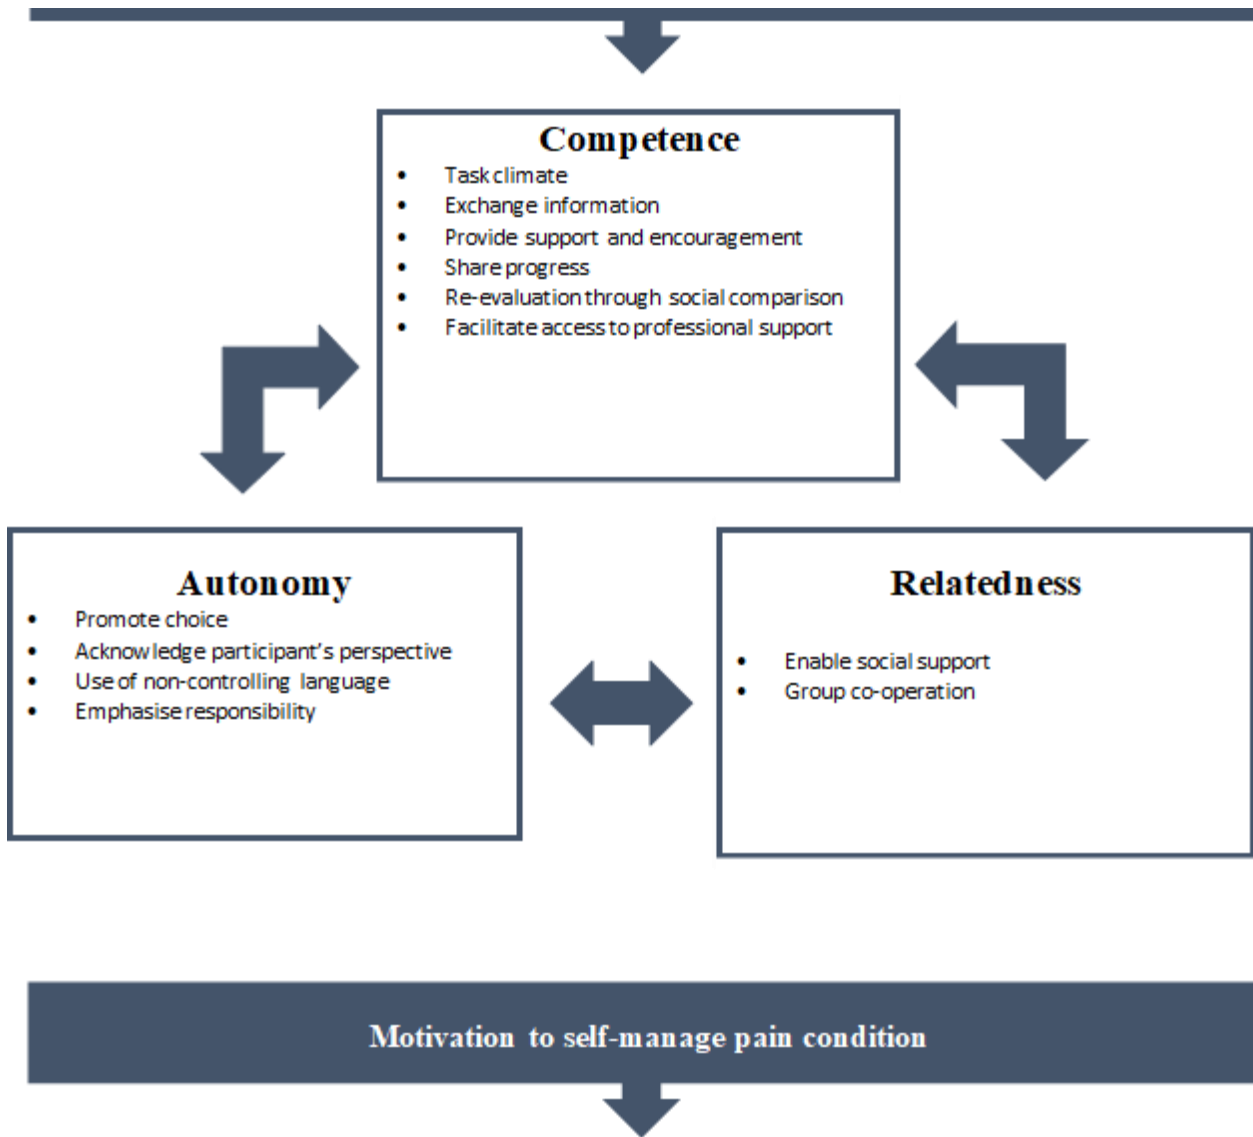 Competence
• Task climate
• Exchange information
• Provide support and encouragement
• Share progress
• Re-evaluation through social comparison
• Facilitate access to professional support
Autonomy
• Promote choice
• Acknowledge participant's perspective
• Use of non-controlling language
• Emphasise responsibility
Relatedness
• Enable social support
• Group co-operation
Motivation to self-manage pain condition